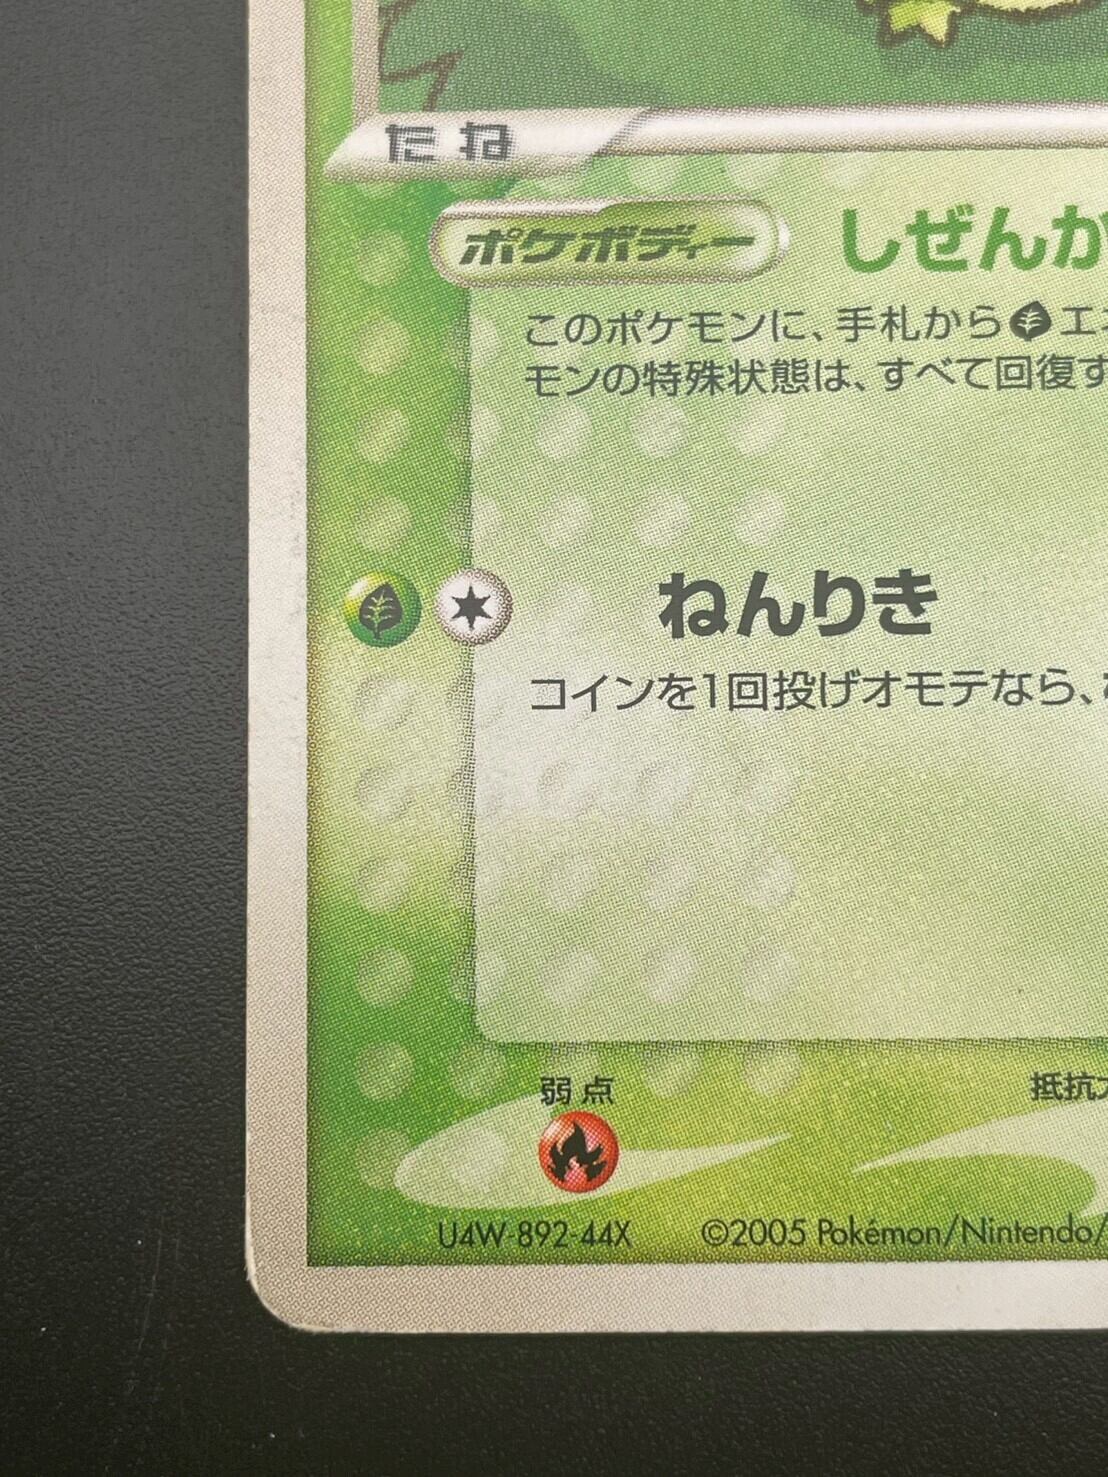 たね
ポケボディー しぜんか
このポケモンに、手札からエネ
モンの特殊状態は、すべて回復す
ねんりき
コインを1回投げオモテなら、
弱点
抵抗
U4W-892-44X ©2005 Pokémon/Nintendo/